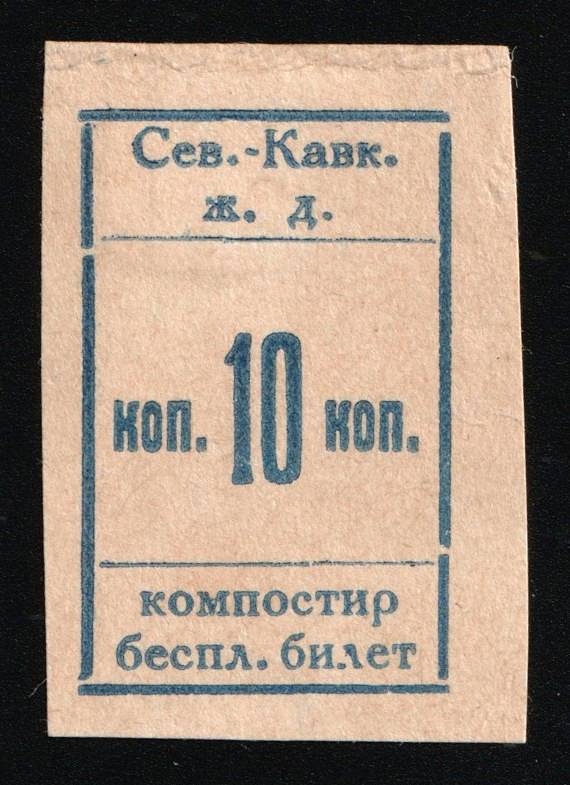 Сев.-Кавк.
ж. д.
коп. 10 коп.
компостир
беспл. билет